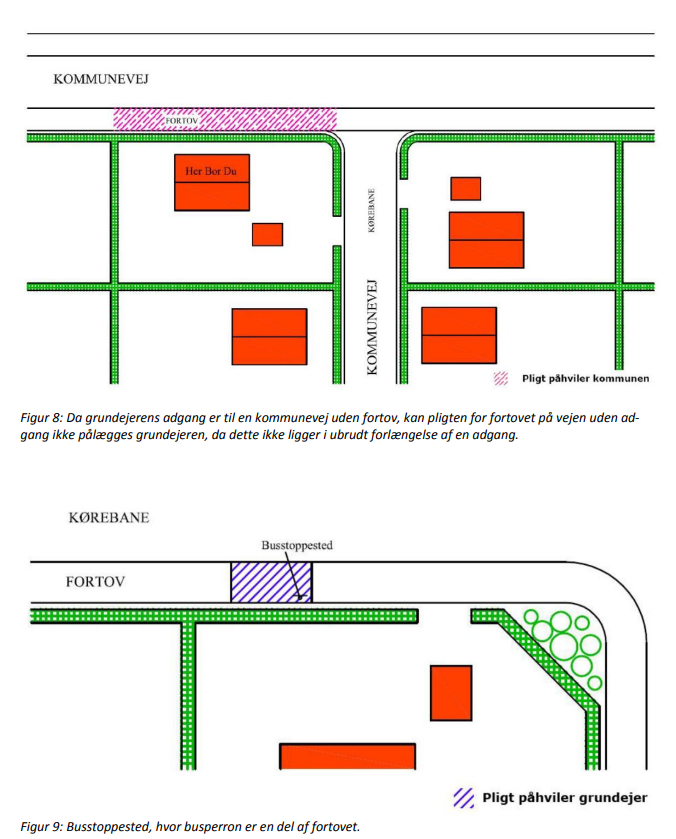 KOMMUNEVEJ
FORTOV
Her Bor Du
KØREBANE
KOMMUNEVEJ
Pligt påhviler kommunen
Figur 8: Da grundejerens adgang er til en kommunevej uden fortov, kan pligten for fortovet på vejen uden ad-
gang ikke pålægges grundejeren, da dette ikke ligger i ubrudt forlængelse af en adgang.
KØREBANE
Busstoppested
FORTOV
Pligt påhviler grundejer
Figur 9: Busstoppested, hvor busperron er en del af fortovet.